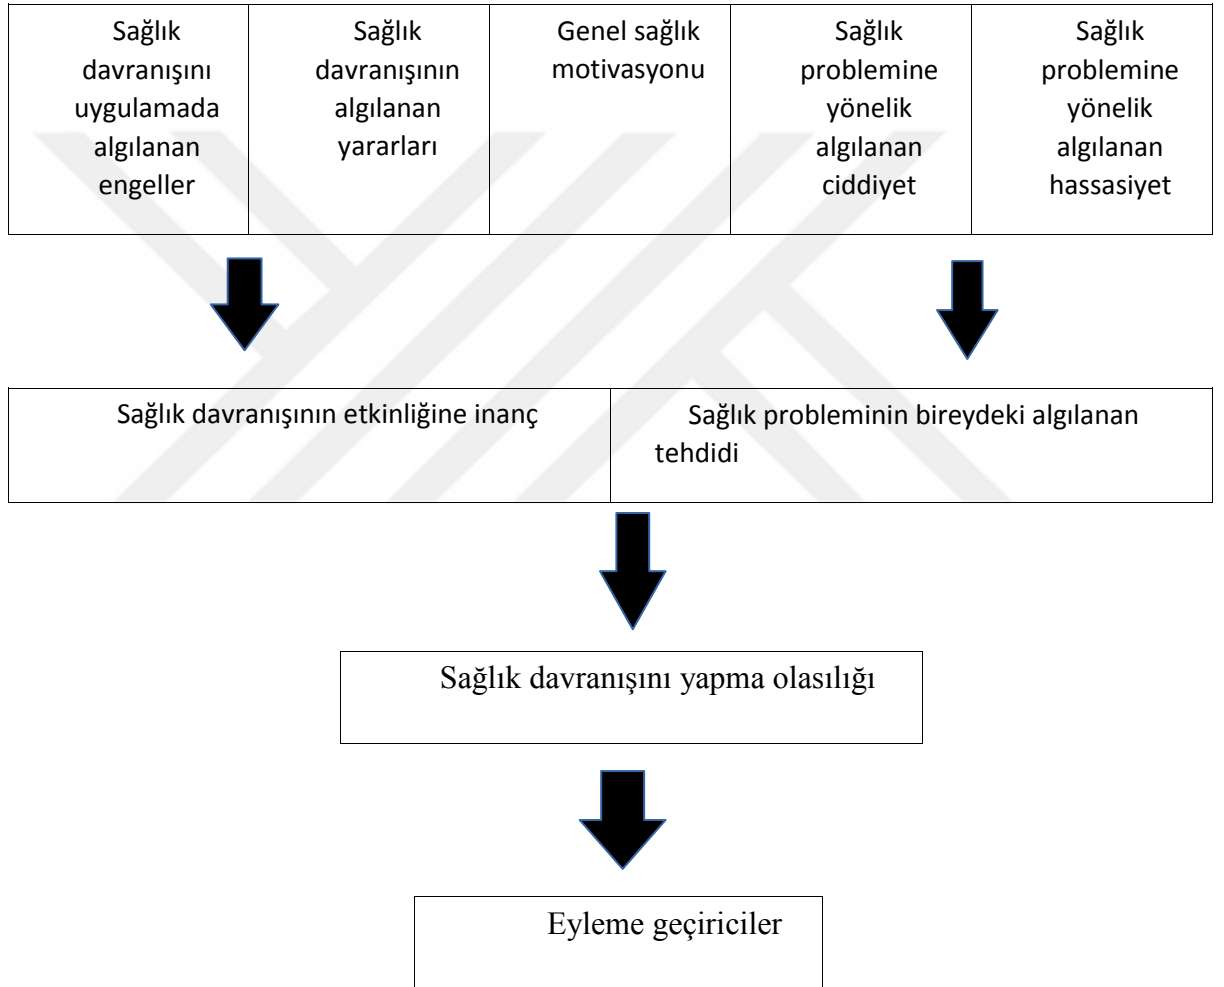 Sağlık
davranışını
uygulamada
algılanan
engeller
Sağlık
davranışının
algılanan
yararları
Genel sağlık
motivasyonu
Sağlık
problemine
yönelik
algılanan
ciddiyet
Sağlık
problemine
yönelik
algılanan
hassasiyet
Sağlık davranışının etkinliğine inanç
Sağlık probleminin bireydeki algılanan
tehdidi
Sağlık davranışını yapma olasılığı
Eyleme geçiriciler